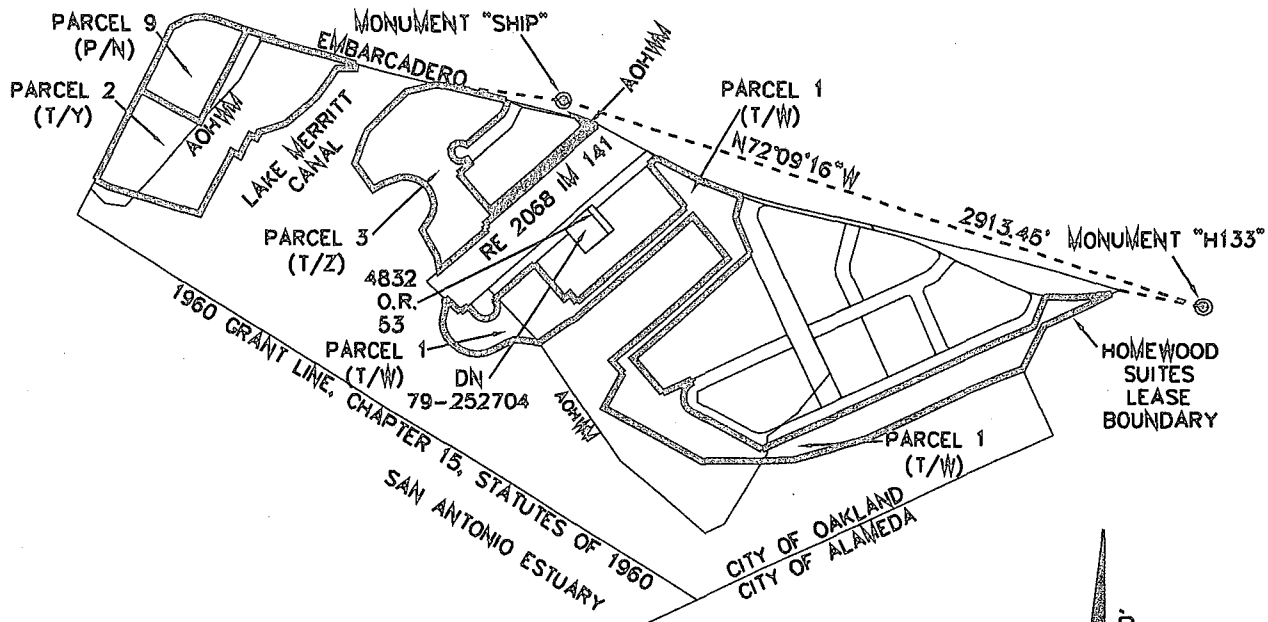 PARCEL 9
(P/N)
PARCEL 2
(T/Y)
AOHWM
LAKE MERRITT
CANAL
EMBARCADERO
MONUMENT "SHIP"
AOHWM
PARCEL 1
(T/W)
N72°09'16"W
2913.45'
MONUMENT "H133"
RE 2068 IM 141
PARCEL 3
(T/Z)
4832
O.R.
53
PARCEL 1
(T/W)
DN
79-252704
AOHWM
HOMEWOOD
SUITES
LEASE
BOUNDARY
PARCEL 1
(T/W)
1960 GRANT LINE, CHAPTER 15, STATUTES OF 1960
SAN ANTONIO ESTUARY
CITY OF OAKLAND
CITY OF ALAMEDA